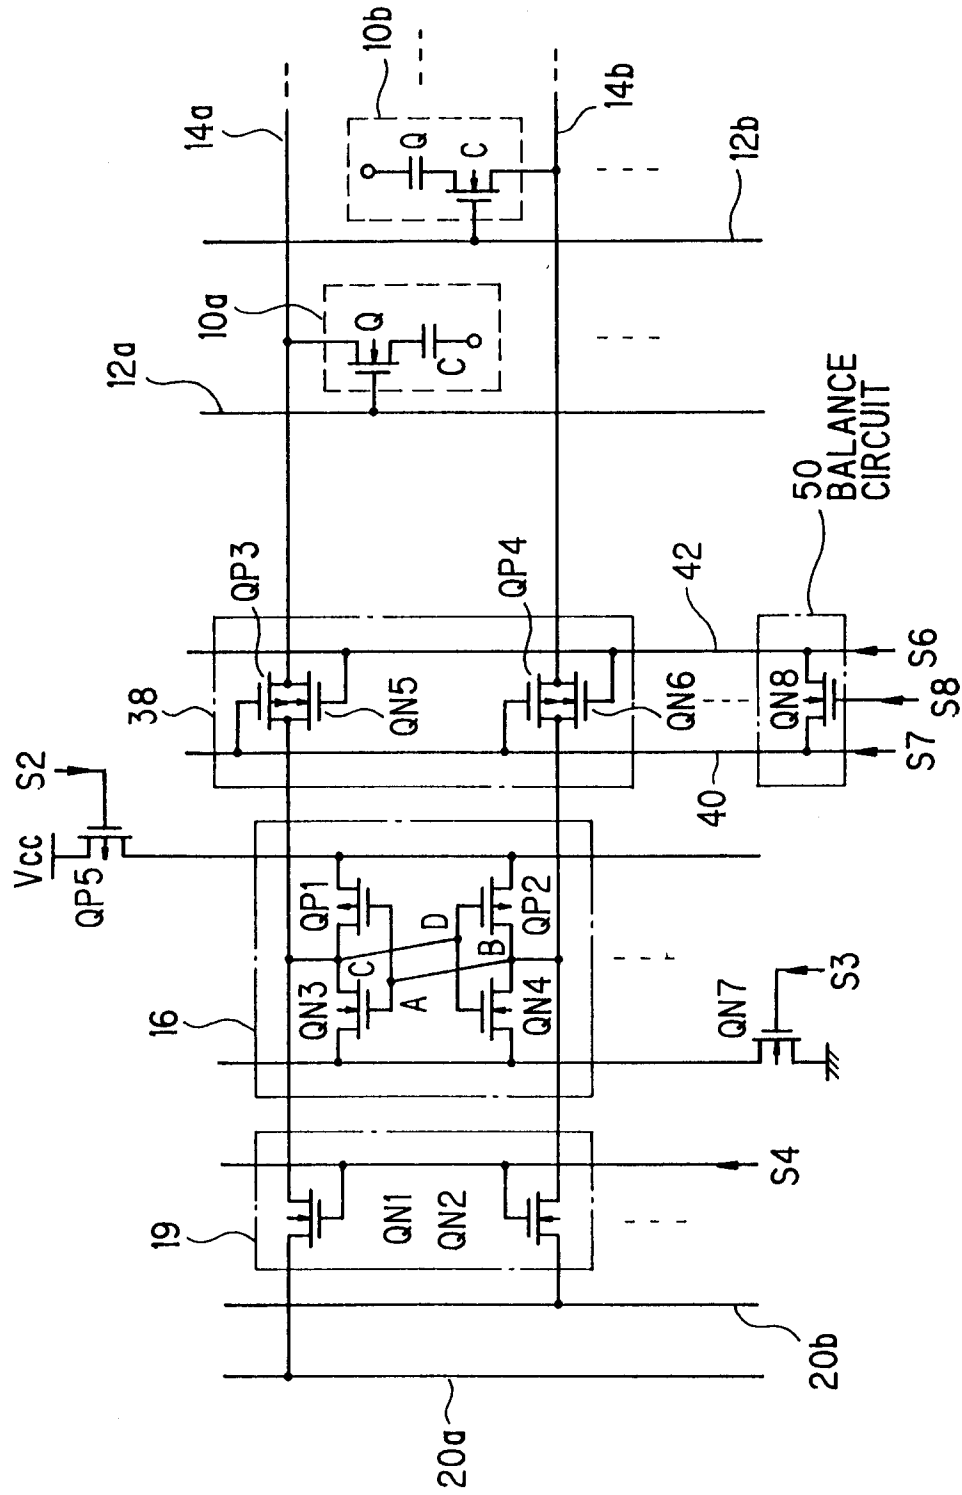 14a
10b
12a
10a
Q
C
Q
C
14b
12b
QP3
38
QN5
QP4
QN6
42
40
50
BALANCE
CIRCUIT
QN8
S6
S8
S7
Vcc
S2
QP5
16
QP1
QN3
C
D
A
B
QP2
QN4
QN7
S3
19
QN1
QN2
S4
20a
20b